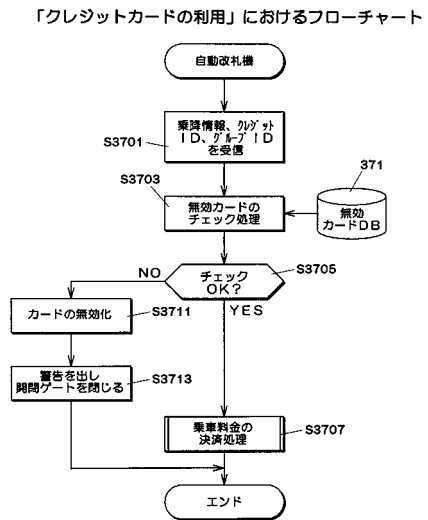 「クレジットカードの利用」におけるフローチャート
自動改札機
乗降情報、クレジット
ID、グループID
を受信
S3701
S3703
無効カードの
チェック処理
371
無効
カードDB
チェック
OK?
S3705
NO
YES
カードの無効化
S3711
警告を出し
開閉ゲートを閉じる
S3713
乗車料金の
決済処理
S3707
エンド